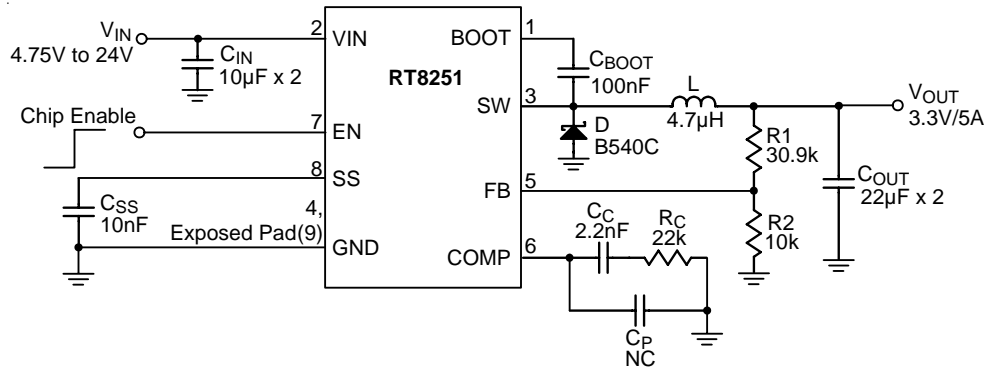 VIN
4.75V to 24V
CIN
10µF x 2
2
VIN
RT8251
BOOT
1
CBOOT
100nF
SW
3
L
4.7µH
VOUT
3.3V/5A
D
B540C
R1
30.9k
COUT
22µF x 2
Chip Enable
7
EN
8
SS
CSS
10nF
4,
Exposed Pad(9)
GND
FB
5
R2
10k
COMP
6
CC
2.2nF
RC
22k
CP
NC